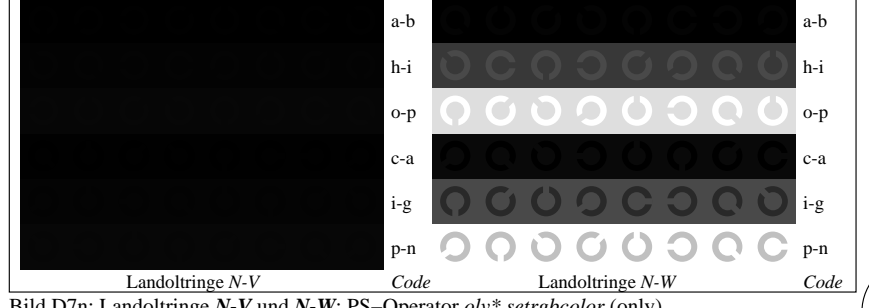 a-b a-b
h-i h-i
o-p o-p
c-a c-a
i-g i-g
p-n p-n
Landoltringe N-V Code Landoltringe N-W Code
Bild D7n: Landoltringe N-V und N-W; PS−Operator olv* setrgbcolor (only)